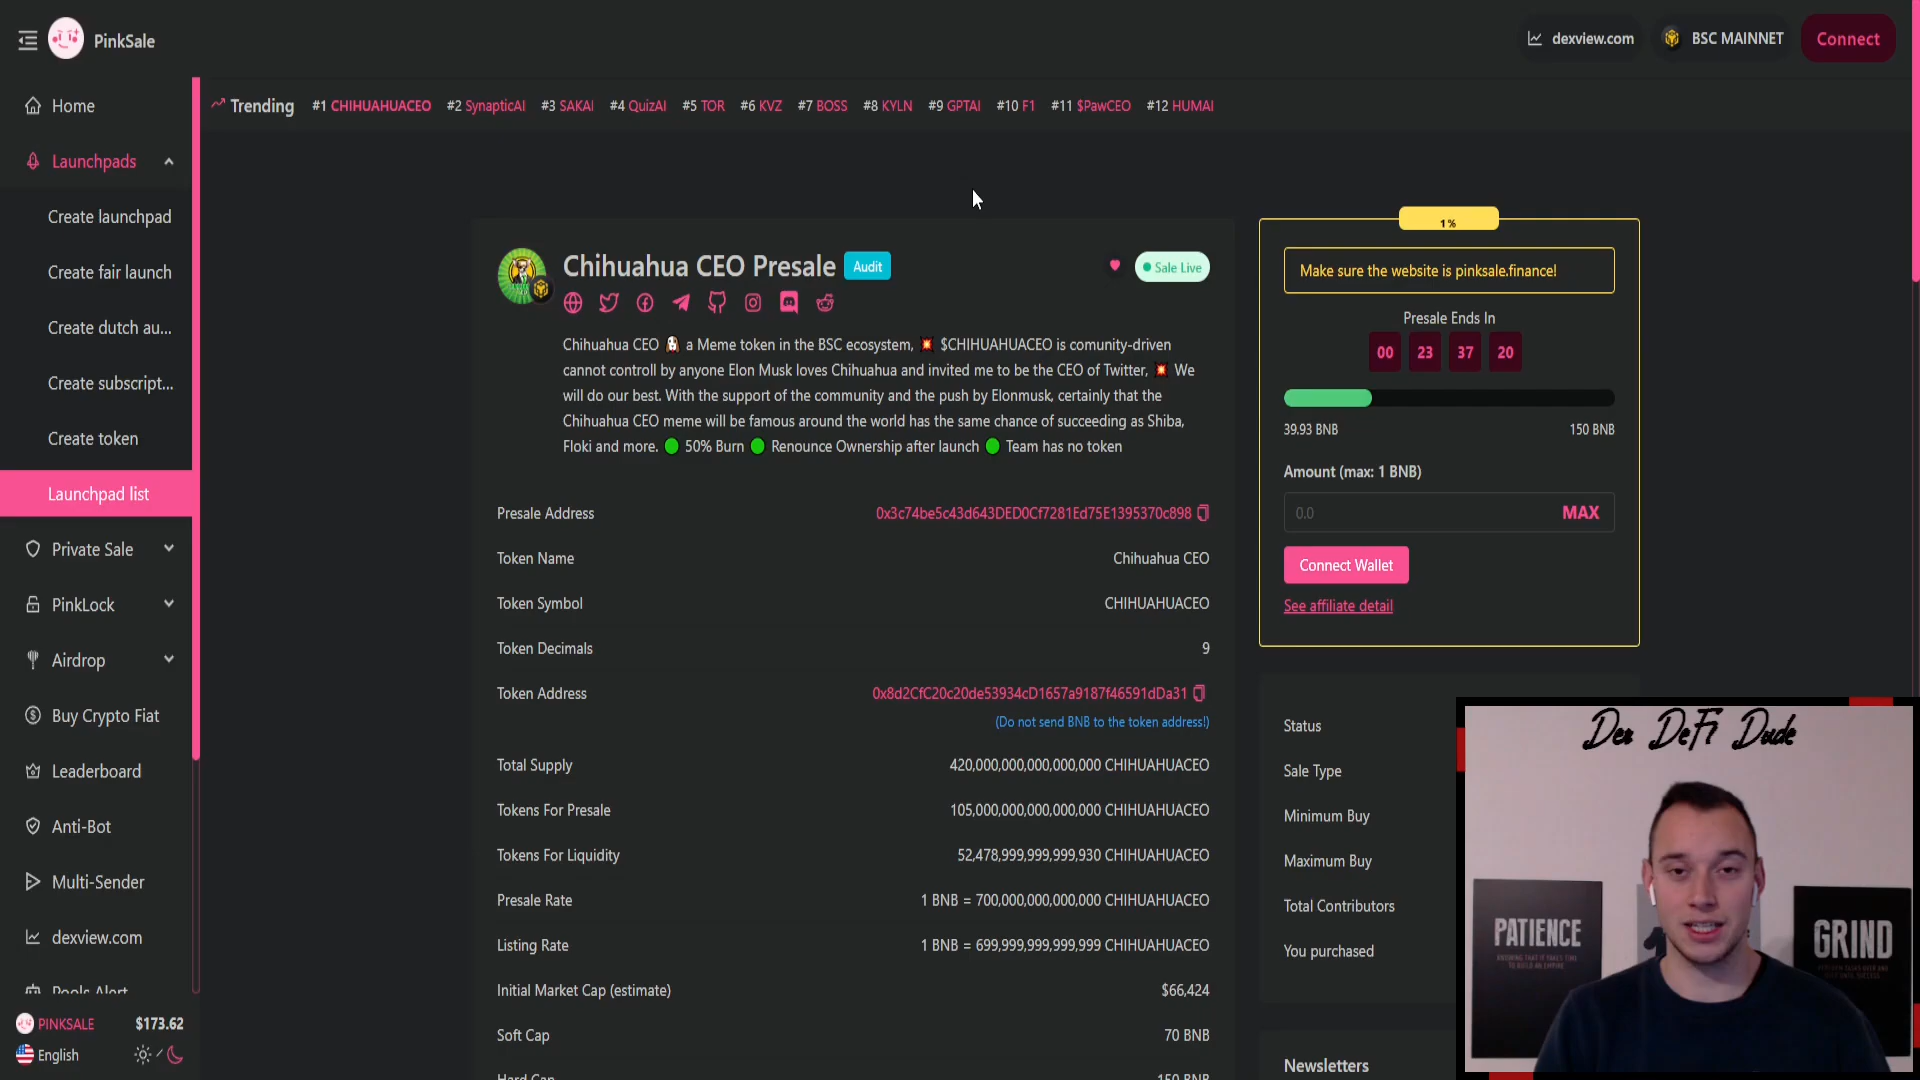 PinkSale
dexview.com
BSC MAINNET
Connect
Home
Launchpads
Create launchpad
Create fair launch
Create dutch au...
Create subscript...
Create token
Launchpad list
Private Sale
PinkLock
Airdrop
Buy Crypto Fiat
Leaderboard
Anti-Bot
Multi-Sender
dexview.com
Pools Alert
PINKSALE $173.62
English
Trending #1 CHIHUAHUACEO #2 SynapticAI #3 SAKAI #4 QuizAI #5 TOR #6 KVZ #7 BOSS #8 KYLN #9 GPTAI #10 F1 #11 $PawCEO #12 HUMAI
Chihuahua CEO Presale Audit
Sale Live
Chihuahua CEO a Meme token in the BSC ecosystem, $CHIHUAHUACEO is comunity-driven
cannot controll by anyone Elon Musk loves Chihuahua and invited me to be the CEO of Twitter, We
will do our best. With the support of the community and the push by Elonmusk, certainly that the
Chihuahua CEO meme will be famous around the world has the same chance of succeeding as Shiba,
Floki and more. 50% Burn Renounce Ownership after launch Team has no token
Presale Address 0x3c74be5c43d643DED0Cf7281Ed75E1395370c898
Token Name Chihuahua CEO
Token Symbol CHIHUAHUACEO
Token Decimals 9
Token Address 0x8d2CfC20c20de53934cD1657a9187f46591dDa31
(Do not send BNB to the token address!)
Total Supply 420,000,000,000,000,000 CHIHUAHUACEO
Tokens For Presale 105,000,000,000,000,000 CHIHUAHUACEO
Tokens For Liquidity 52,478,999,999,999,930 CHIHUAHUACEO
Presale Rate 1 BNB = 700,000,000,000,000 CHIHUAHUACEO
Listing Rate 1 BNB = 699,999,999,999,999 CHIHUAHUACEO
Initial Market Cap (estimate) $66,424
Soft Cap 70 BNB
Hard Cap 150 BNB
1%
Make sure the website is pinksale.finance!
Presale Ends In
00 23 37 20
39.93 BNB 150 BNB
Amount (max: 1 BNB)
0.0 MAX
Connect Wallet
See affiliate detail
Status
Sale Type
Minimum Buy
Maximum Buy
Total Contributors
You purchased
Newsletters
Dex DeFi Dude
PATIENCE
GRIND